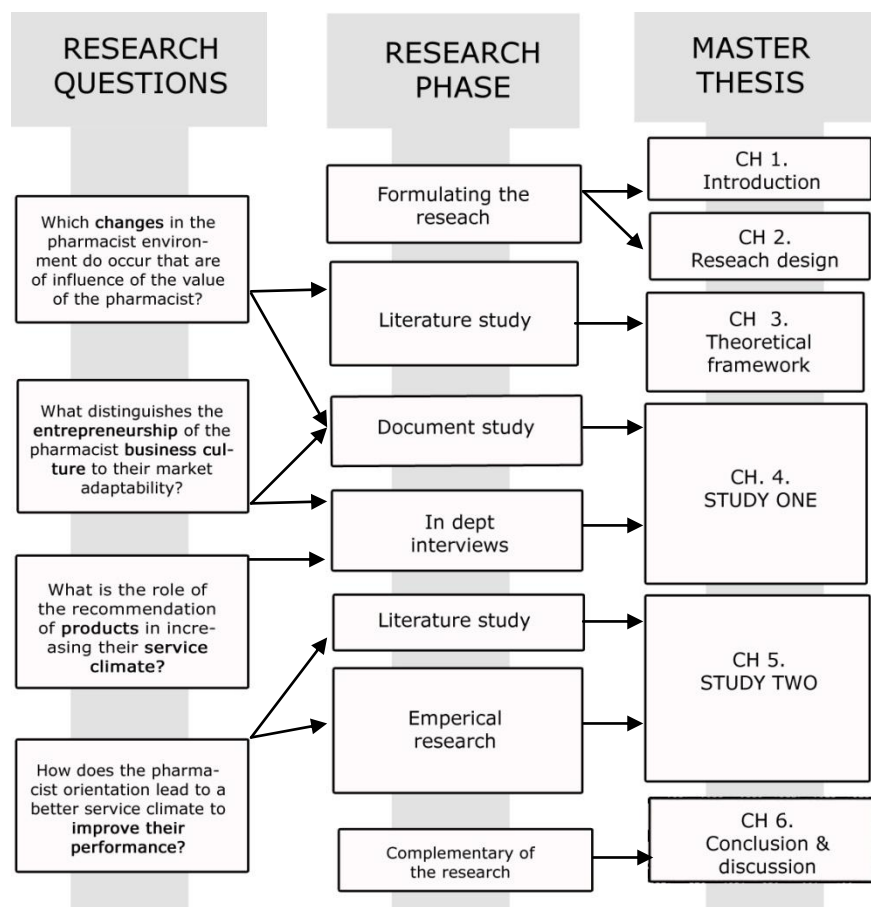 RESEARCH
QUESTIONS
Which changes in the
pharmacist environ-
ment do occur that are
of influence of the value
of the pharmacist?
What distinguishes the
entrepreneurship of the
pharmacist business cul-
ture to their market
adaptability?
What is the role of
the recommendation
of products in incre-
asing their service
climate?
How does the pharma-
cist orientation lead to a
better service climate to
improve their
performance?
RESEARCH
PHASE
Formulating the
reseach
Literature study
Document study
In dept
interviews
Literature study
Emperical
research
Complementary of
the research
MASTER
THESIS
CH 1.
Introduction
CH 2.
Reseach design
CH 3.
Theoretical
framework
CH. 4.
STUDY ONE
CH 5.
STUDY TWO
CH 6.
Conclusion &
discussion